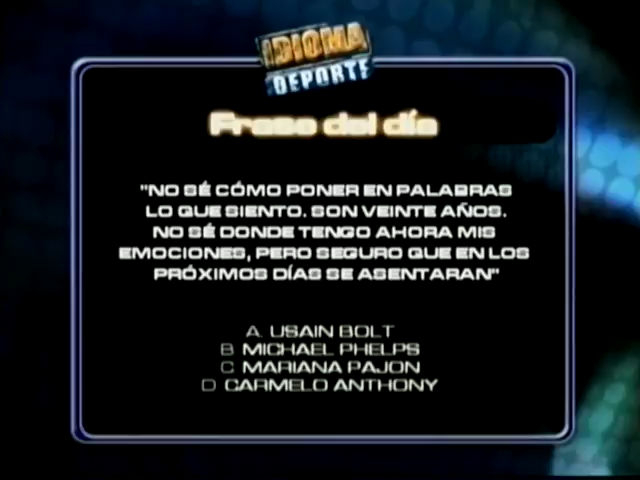 IDIOMA
DEPORTE
Frase del día
"NO SÉ CÓMO PONER EN PALABRAS
LO QUE SIENTO. SON VEINTE AÑOS.
NO SÉ DONDE TENGO AHORA MIS
EMOCIONES, PERO SEGURO QUE EN LOS
PRÓXIMOS DÍAS SE ASENTARAN"
A. USAIN BOLT
B MICHAEL PHELPS
C MARIANA PAJON
D CARMELO ANTHONY